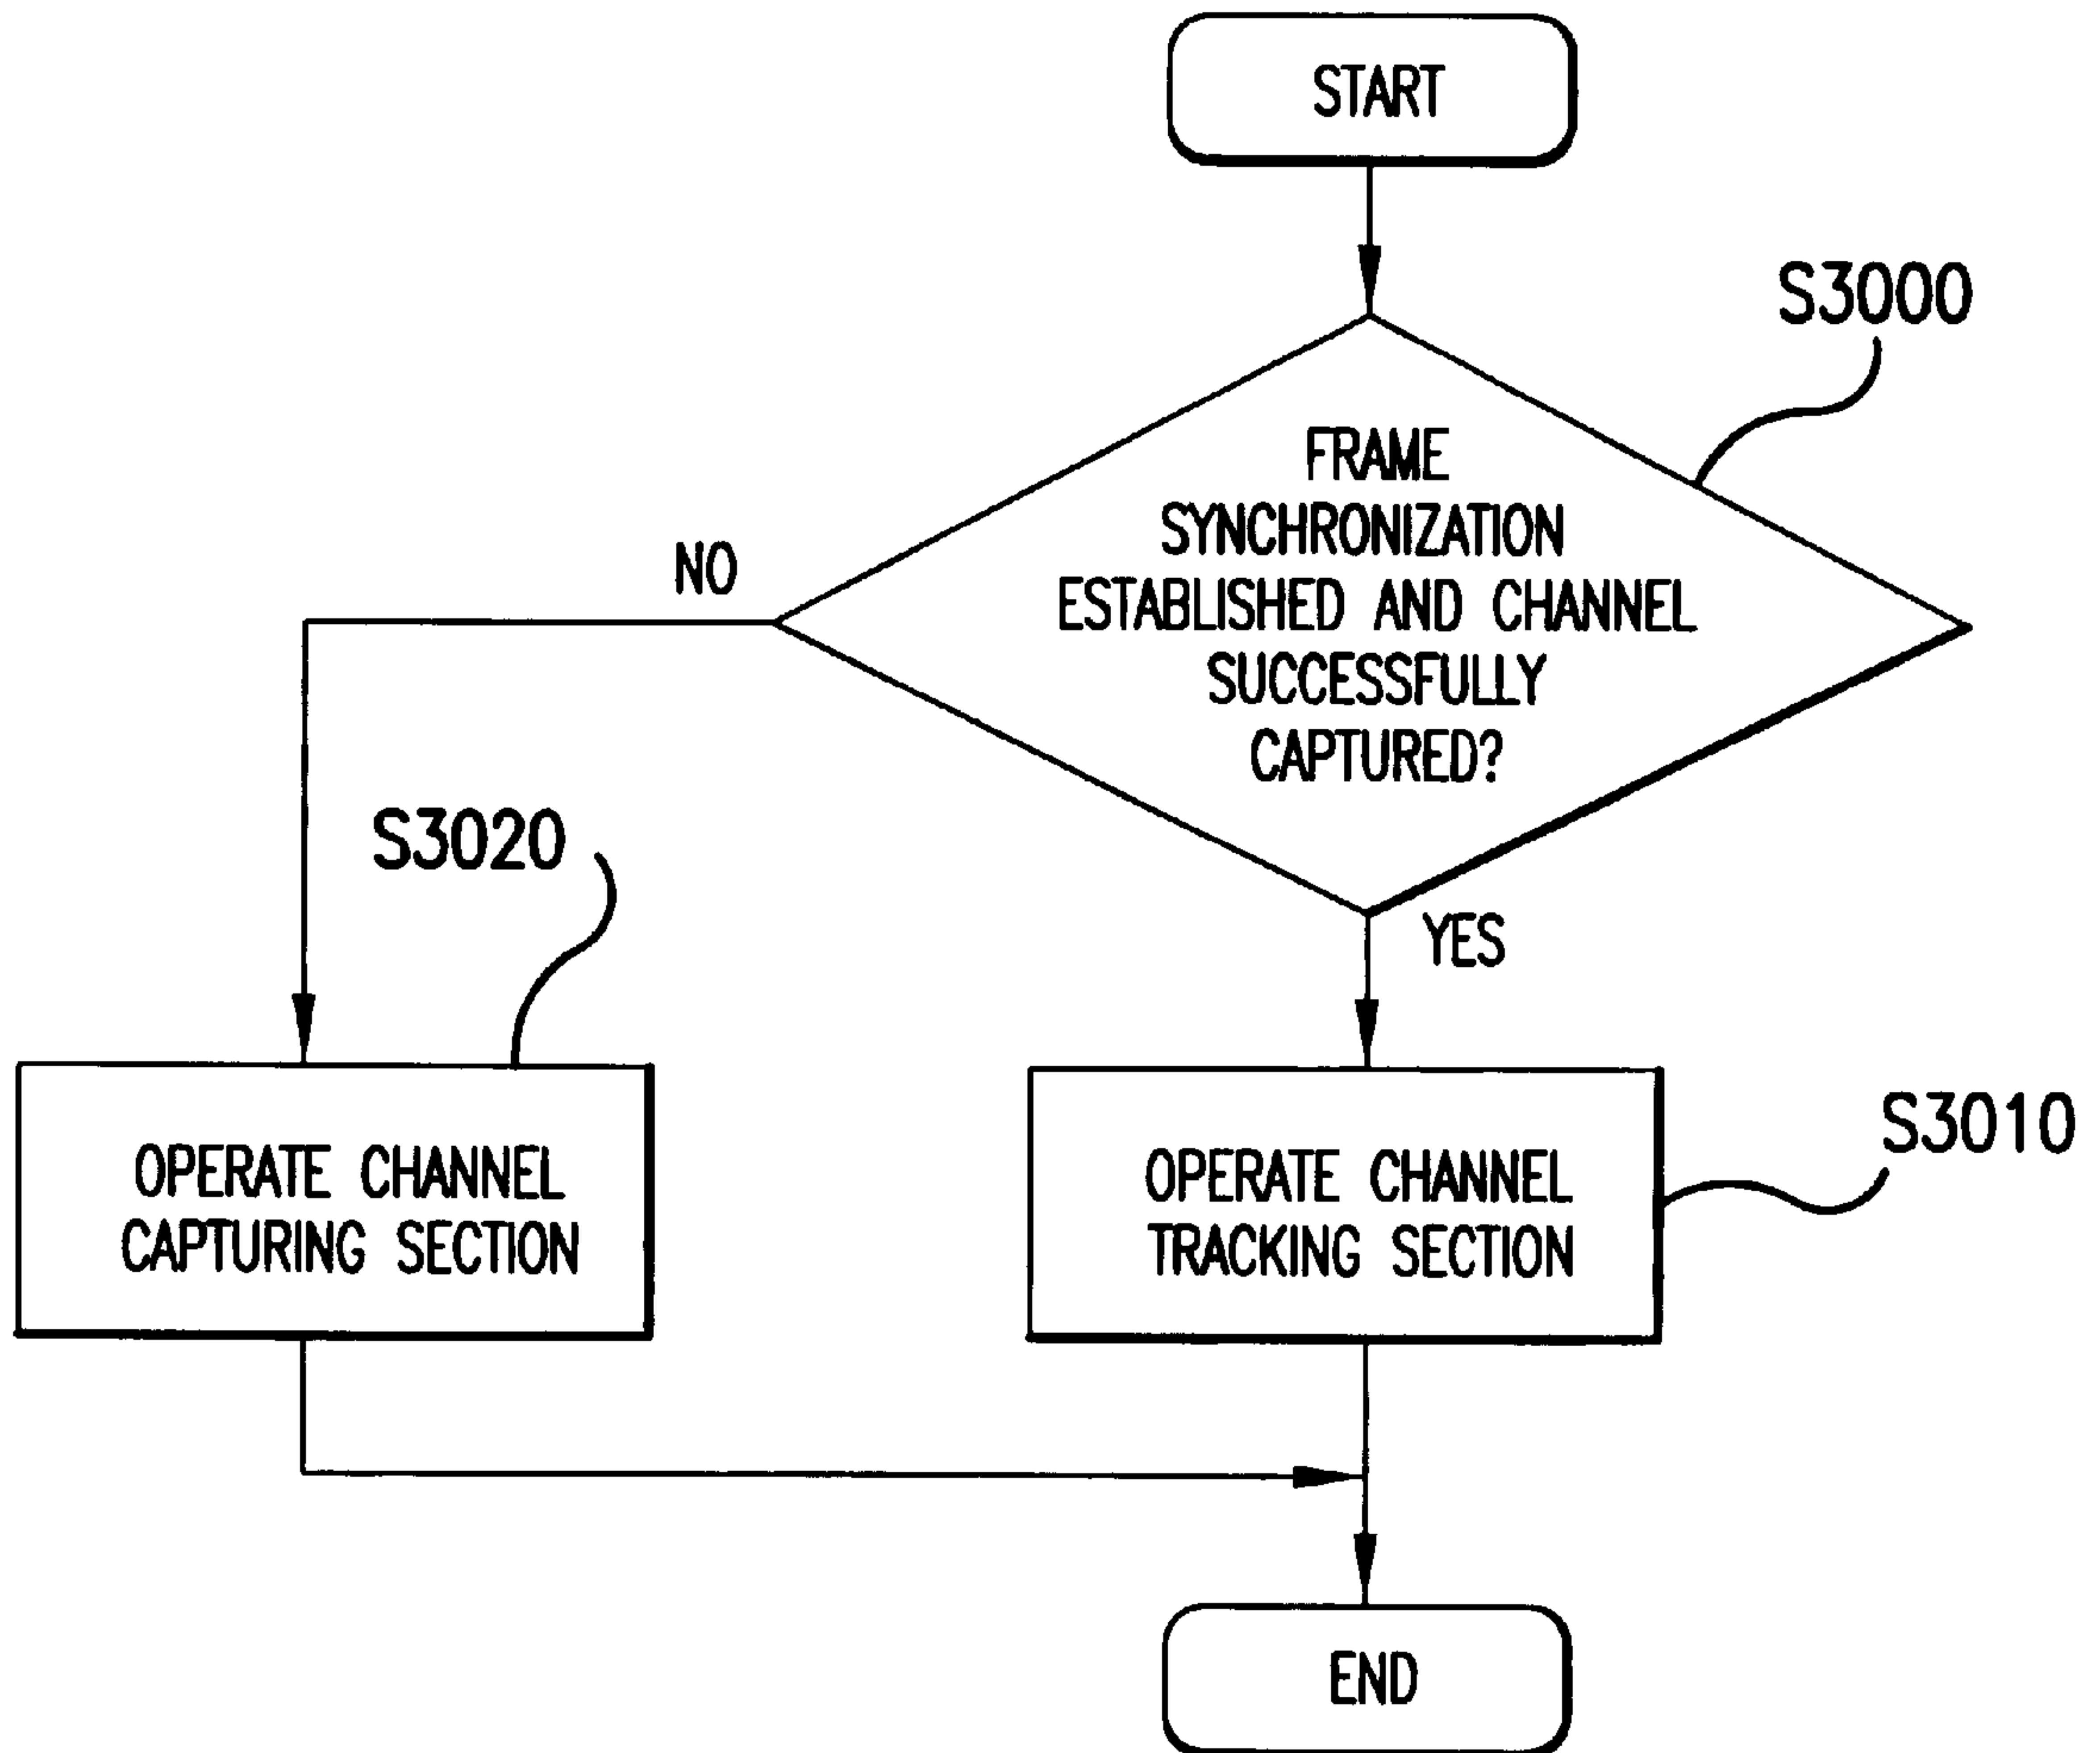 START
S3000
FRAME
SYNCHRONIZATION
ESTABLISHED AND CHANNEL
SUCCESSFULLY
CAPTURED?
NO
YES
S3020
OPERATE CHANNEL
CAPTURING SECTION
S3010
OPERATE CHANNEL
TRACKING SECTION
END